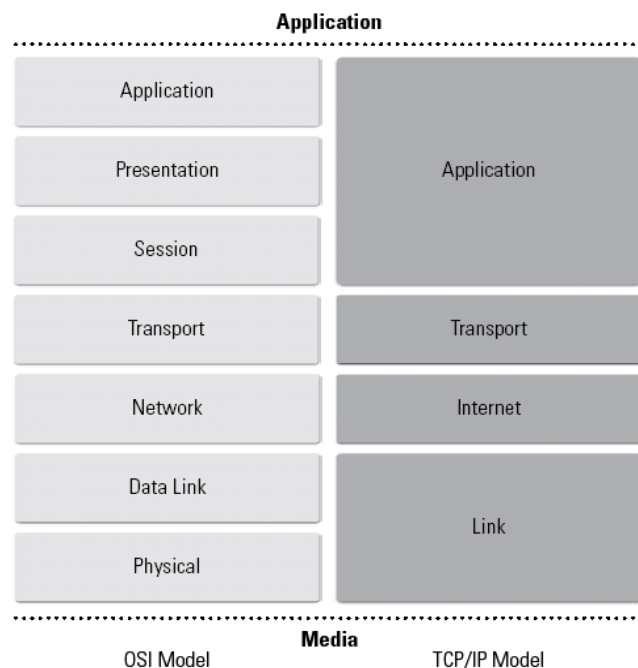 Application
Application
Presentation
Application
Session
Transport
Transport
Network
Internet
Data Link
Link
Physical
Media
OSI Model
TCP/IP Model